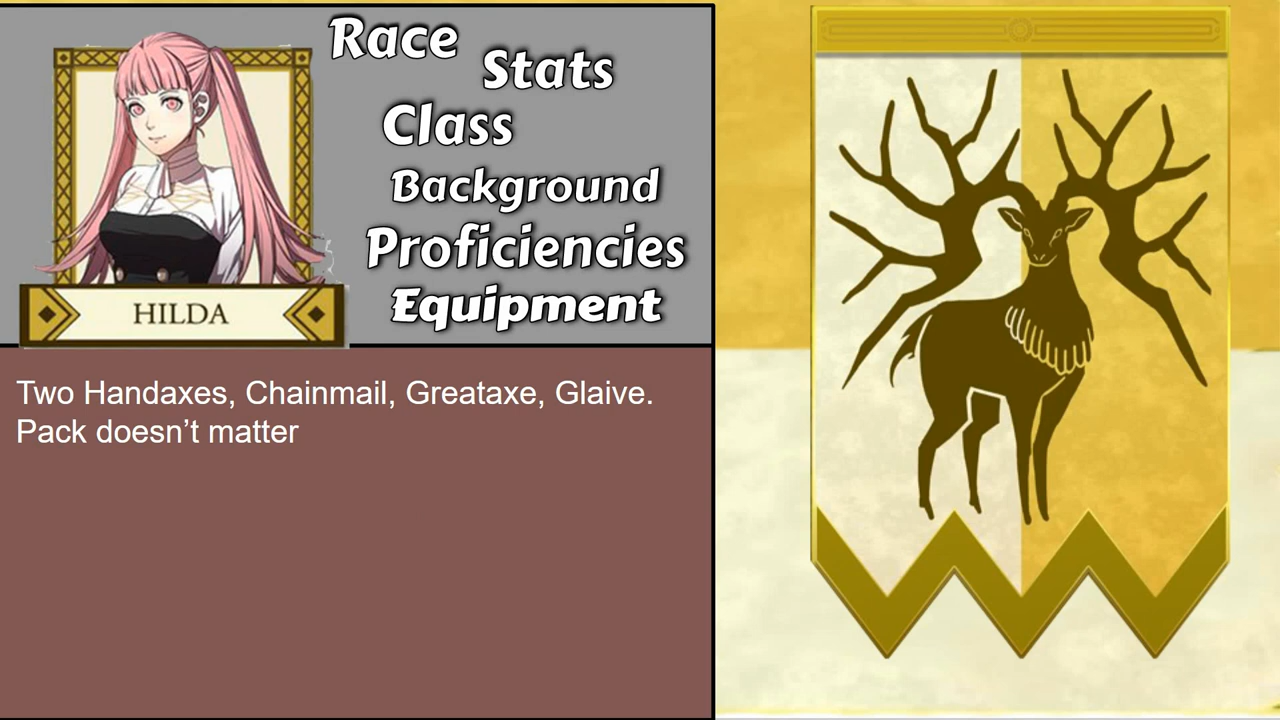 Race
Stats
Class
Background
Proficiencies
Equipment
HILDA
Two Handaxes, Chainmail, Greataxe, Glaive.
Pack doesn’t matter